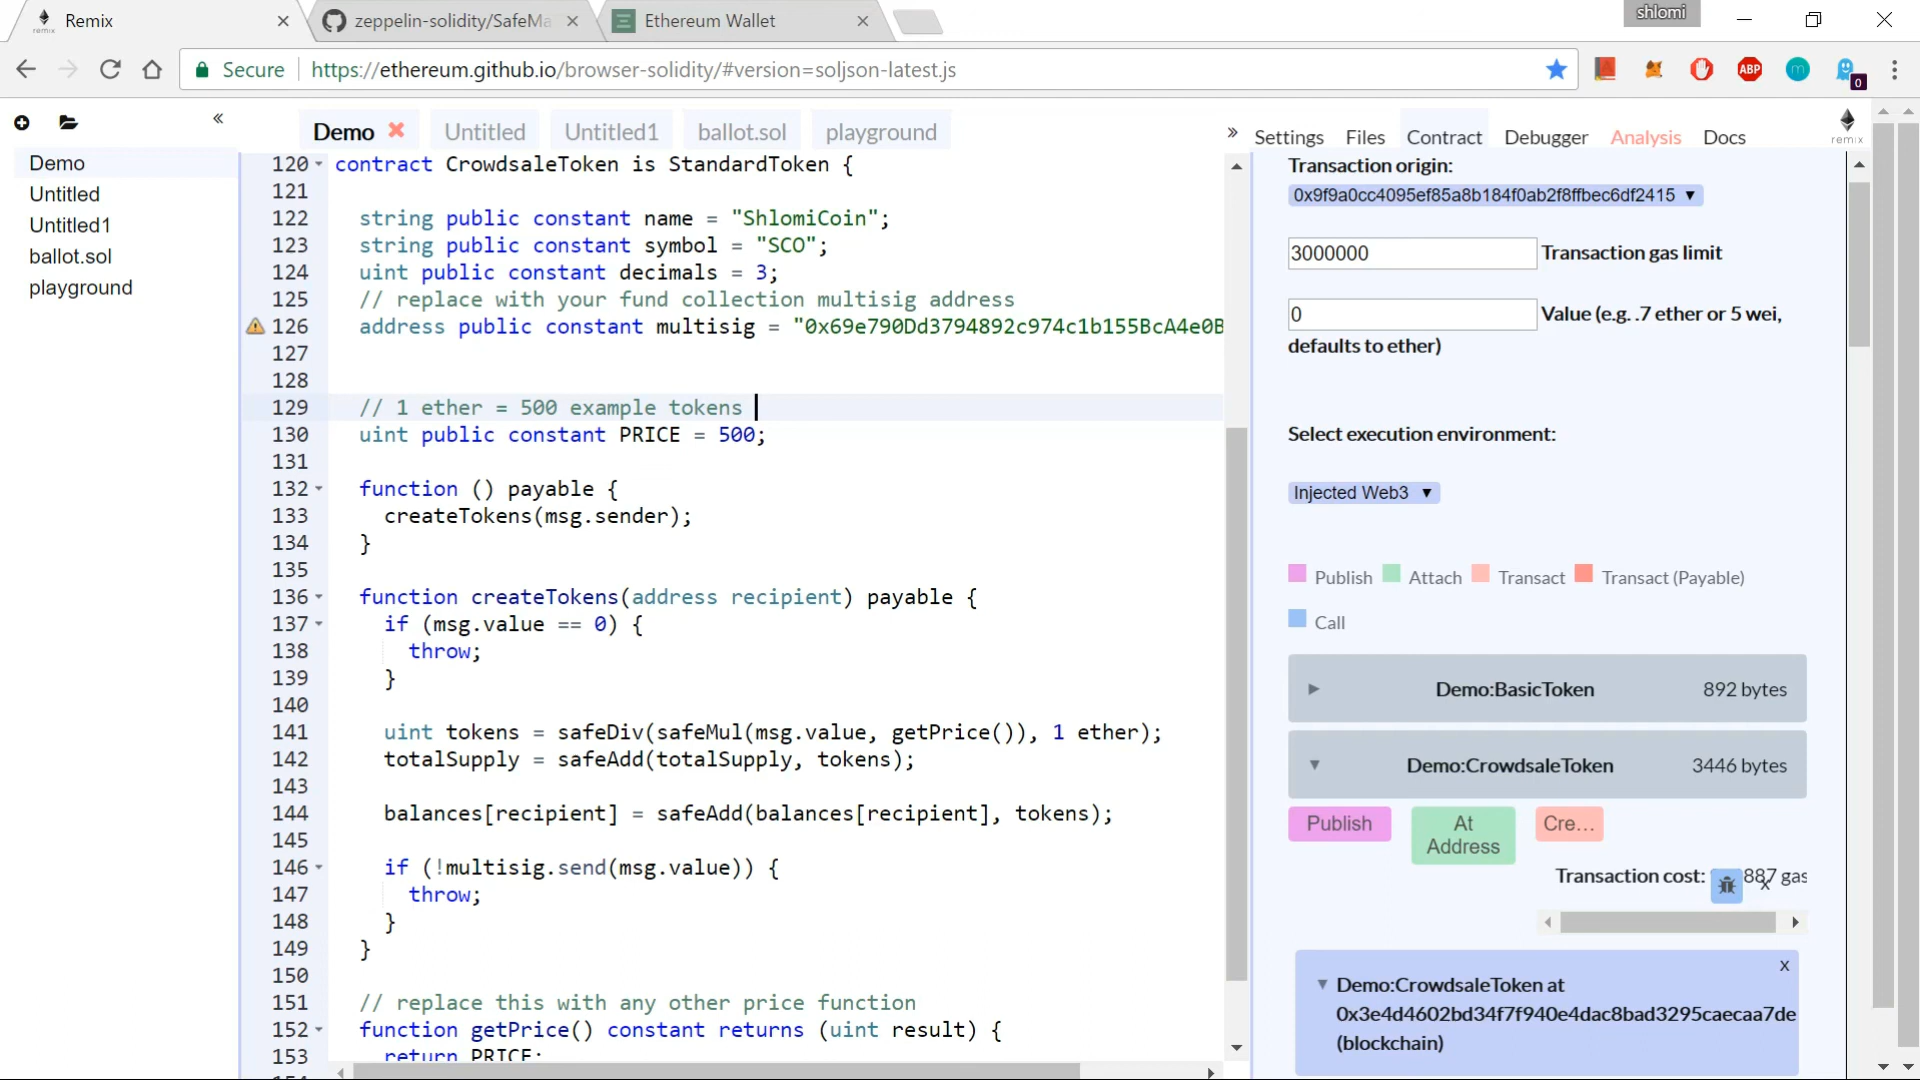 Remix
zeppelin-solidity/SafeMa
Ethereum Wallet
shlomi
Secure
https://ethereum.github.io/browser-solidity/#version=soljson-latest.js
ABP
m
0
«
Demo
Untitled
Untitled1
ballot.sol
playground
Demo
Untitled
Untitled1
ballot.sol
playground
120 contract CrowdsaleToken is StandardToken {
121
122 string public constant name = "ShlomiCoin";
123 string public constant symbol = "SCO";
124 uint public constant decimals = 3;
125 // replace with your fund collection multisig address
126 address public constant multisig = "0x69e790Dd3794892c974c1b155BcA4e0B
127
128
129 // 1 ether = 500 example tokens
130 uint public constant PRICE = 500;
131
132 function () payable {
133 createTokens(msg.sender);
134 }
135
136 function createTokens(address recipient) payable {
137 if (msg.value == 0) {
138 throw;
139 }
140
141 uint tokens = safeDiv(safeMul(msg.value, getPrice()), 1 ether);
142 totalSupply = safeAdd(totalSupply, tokens);
143
144 balances[recipient] = safeAdd(balances[recipient], tokens);
145
146 if (!multisig.send(msg.value)) {
147 throw;
148 }
149 }
150
151 // replace this with any other price function
152 function getPrice() constant returns (uint result) {
153 return PRICE;
»
Settings Files Contract Debugger Analysis Docs
remix
Transaction origin:
0x9f9a0cc4095ef85a8b184f0ab2f8ffbec6df2415
3000000 Transaction gas limit
0 Value (e.g. .7 ether or 5 wei,
defaults to ether)
Select execution environment:
Injected Web3
Publish Attach Transact Transact (Payable)
Call
Demo:BasicToken 892 bytes
Demo:CrowdsaleToken 3446 bytes
Publish
At
Address
Cre...
Transaction cost: 887 gas
x
x
Demo:CrowdsaleToken at
0x3e4d4602bd34f7f940e4dac8bad3295caecaa7de
(blockchain)